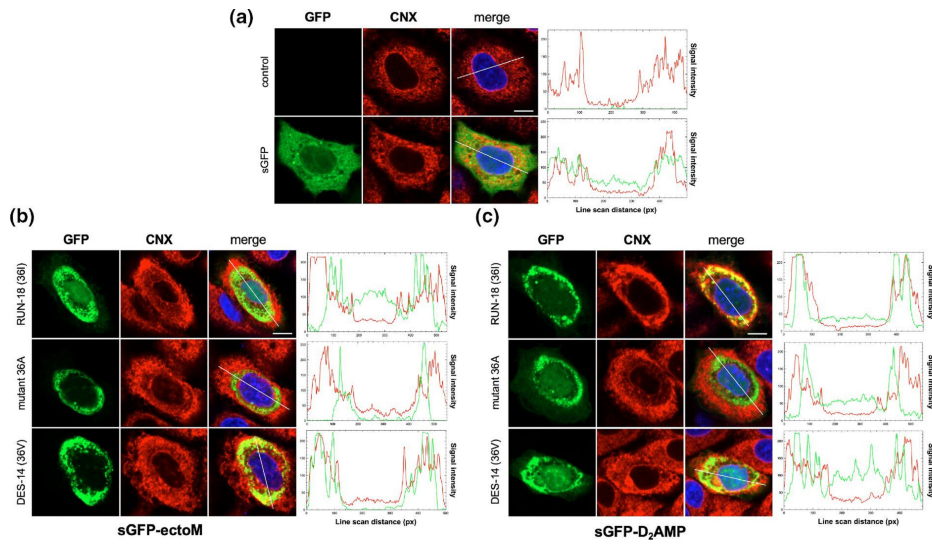 (a)
GFP CNX merge
control
Signal intensity
sGFP
Signal intensity
Line scan distance (px)
(b)
GFP CNX merge
RUN-18 (36I)
Signal intensity
mutant 36A
Signal intensity
DES-14 (36V)
Signal intensity
Line scan distance (px)
sGFP-ectoM
(c)
GFP CNX merge
RUN-18 (36I)
Signal intensity
mutant 36A
Signal intensity
DES-14 (36V)
Signal intensity
Line scan distance (px)
sGFP-D₂AMP